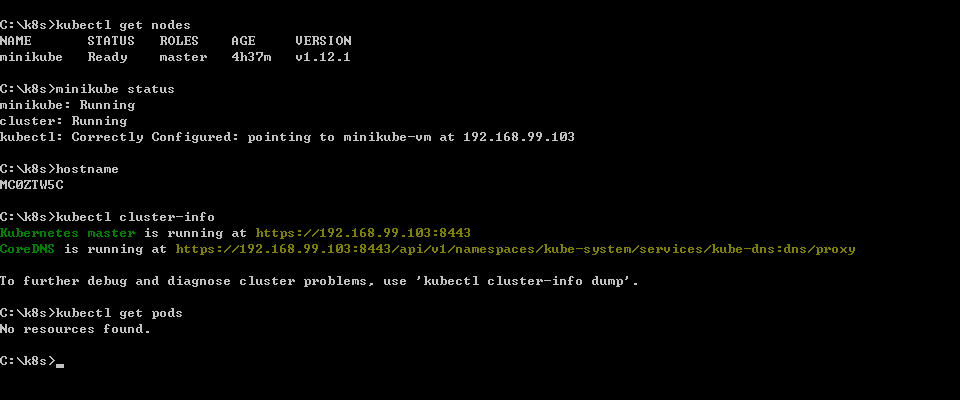 C:\k8s>kubectl get nodes
NAME STATUS ROLES AGE VERSION
minikube Ready master 4h37m v1.12.1
C:\k8s>minikube status
minikube: Running
cluster: Running
kubectl: Correctly Configured: pointing to minikube-vm at 192.168.99.103
C:\k8s>hostname
MC0ZTW5C
C:\k8s>kubectl cluster-info
Kubernetes master is running at https://192.168.99.103:8443
CoreDNS is running at https://192.168.99.103:8443/api/v1/namespaces/kube-system/services/kube-dns:dns/proxy
To further debug and diagnose cluster problems, use 'kubectl cluster-info dump'.
C:\k8s>kubectl get pods
No resources found.
C:\k8s>_